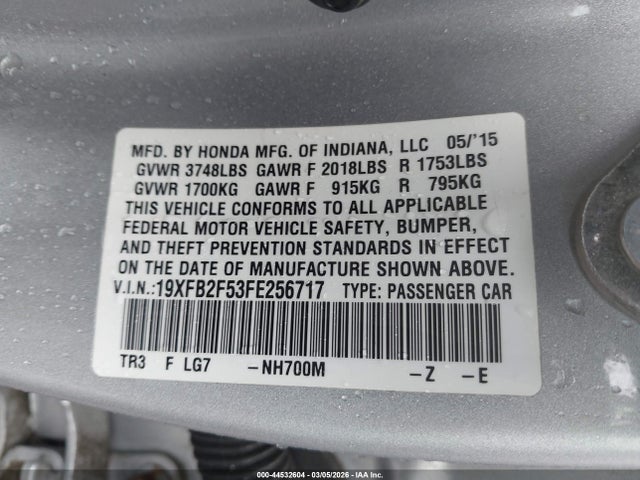 MFD. BY HONDA MFG. OF INDIANA, LLC 05/'15
GVWR 3748LBS GAWR F 2018LBS R 1753LBS
GVWR 1700KG GAWR F 915KG R 795KG
THIS VEHICLE CONFORMS TO ALL APPLICABLE
FEDERAL MOTOR VEHICLE SAFETY, BUMPER,
AND THEFT PREVENTION STANDARDS IN EFFECT
ON THE DATE OF MANUFACTURE SHOWN ABOVE.
V.I.N.:19XFB2F53FE256717 TYPE: PASSENGER CAR
TR3 F LG7 -NH700M -Z -E
000-44532604 | 03/05/2026 - IAA Corp.